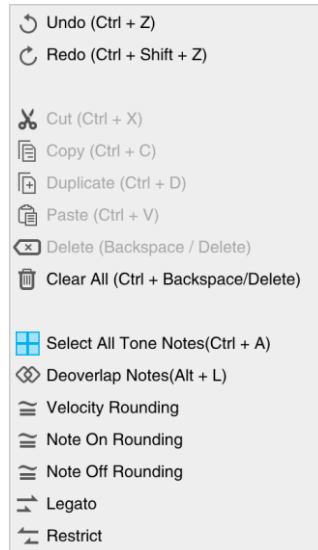 Undo (Ctrl + Z)
Redo (Ctrl + Shift + Z)
Cut (Ctrl + X)
Copy (Ctrl + C)
Duplicate (Ctrl + D)
Paste (Ctrl + V)
Delete (Backspace / Delete)
Clear All (Ctrl + Backspace/Delete)
Select All Tone Notes(Ctrl + A)
Deoverlap Notes(Alt + L)
Velocity Rounding
Note On Rounding
Note Off Rounding
Legato
Restrict